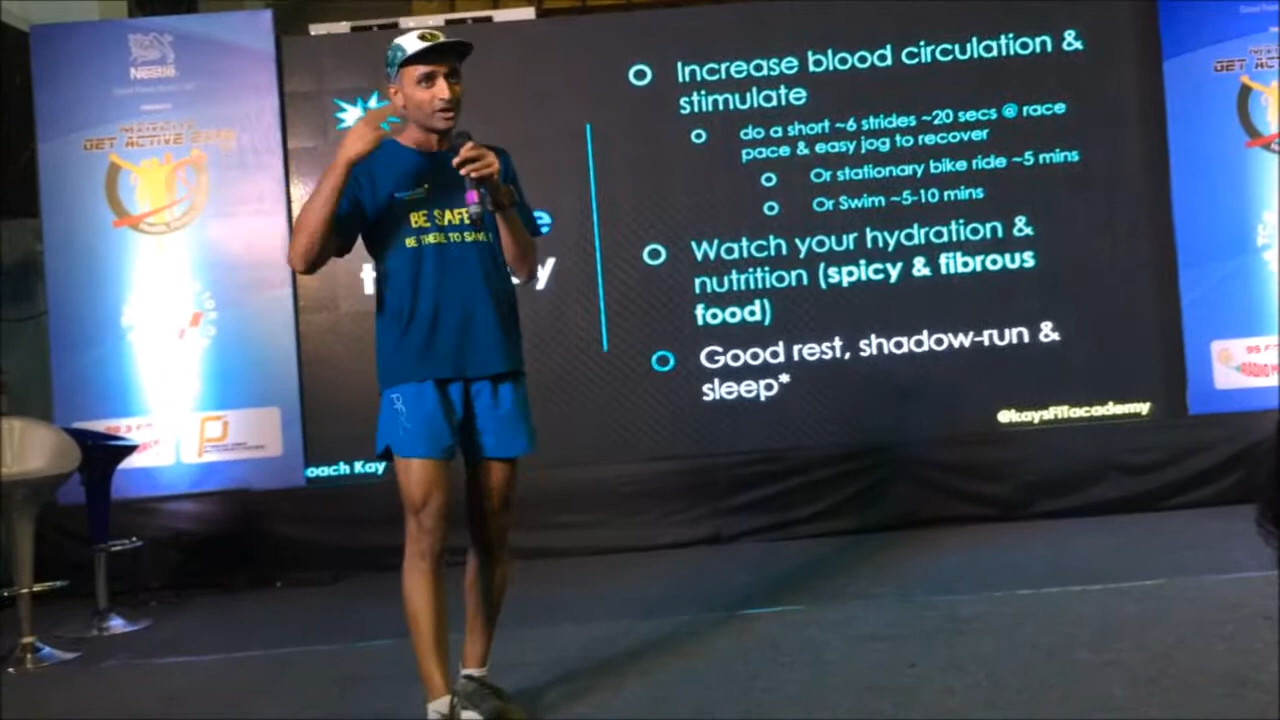 Nestlé
GET ACTIVE
BE SAFE
BE THERE TO SAVE !
Increase blood circulation &
stimulate
do a short ~6 strides ~20 secs @ race
pace & easy jog to recover
Or stationary bike ride ~5 mins
Or Swim ~5-10 mins
Watch your hydration &
nutrition (spicy & fibrous
food)
Good rest, shadow-run &
sleep*
@kaysFiTacademy
oach Kay